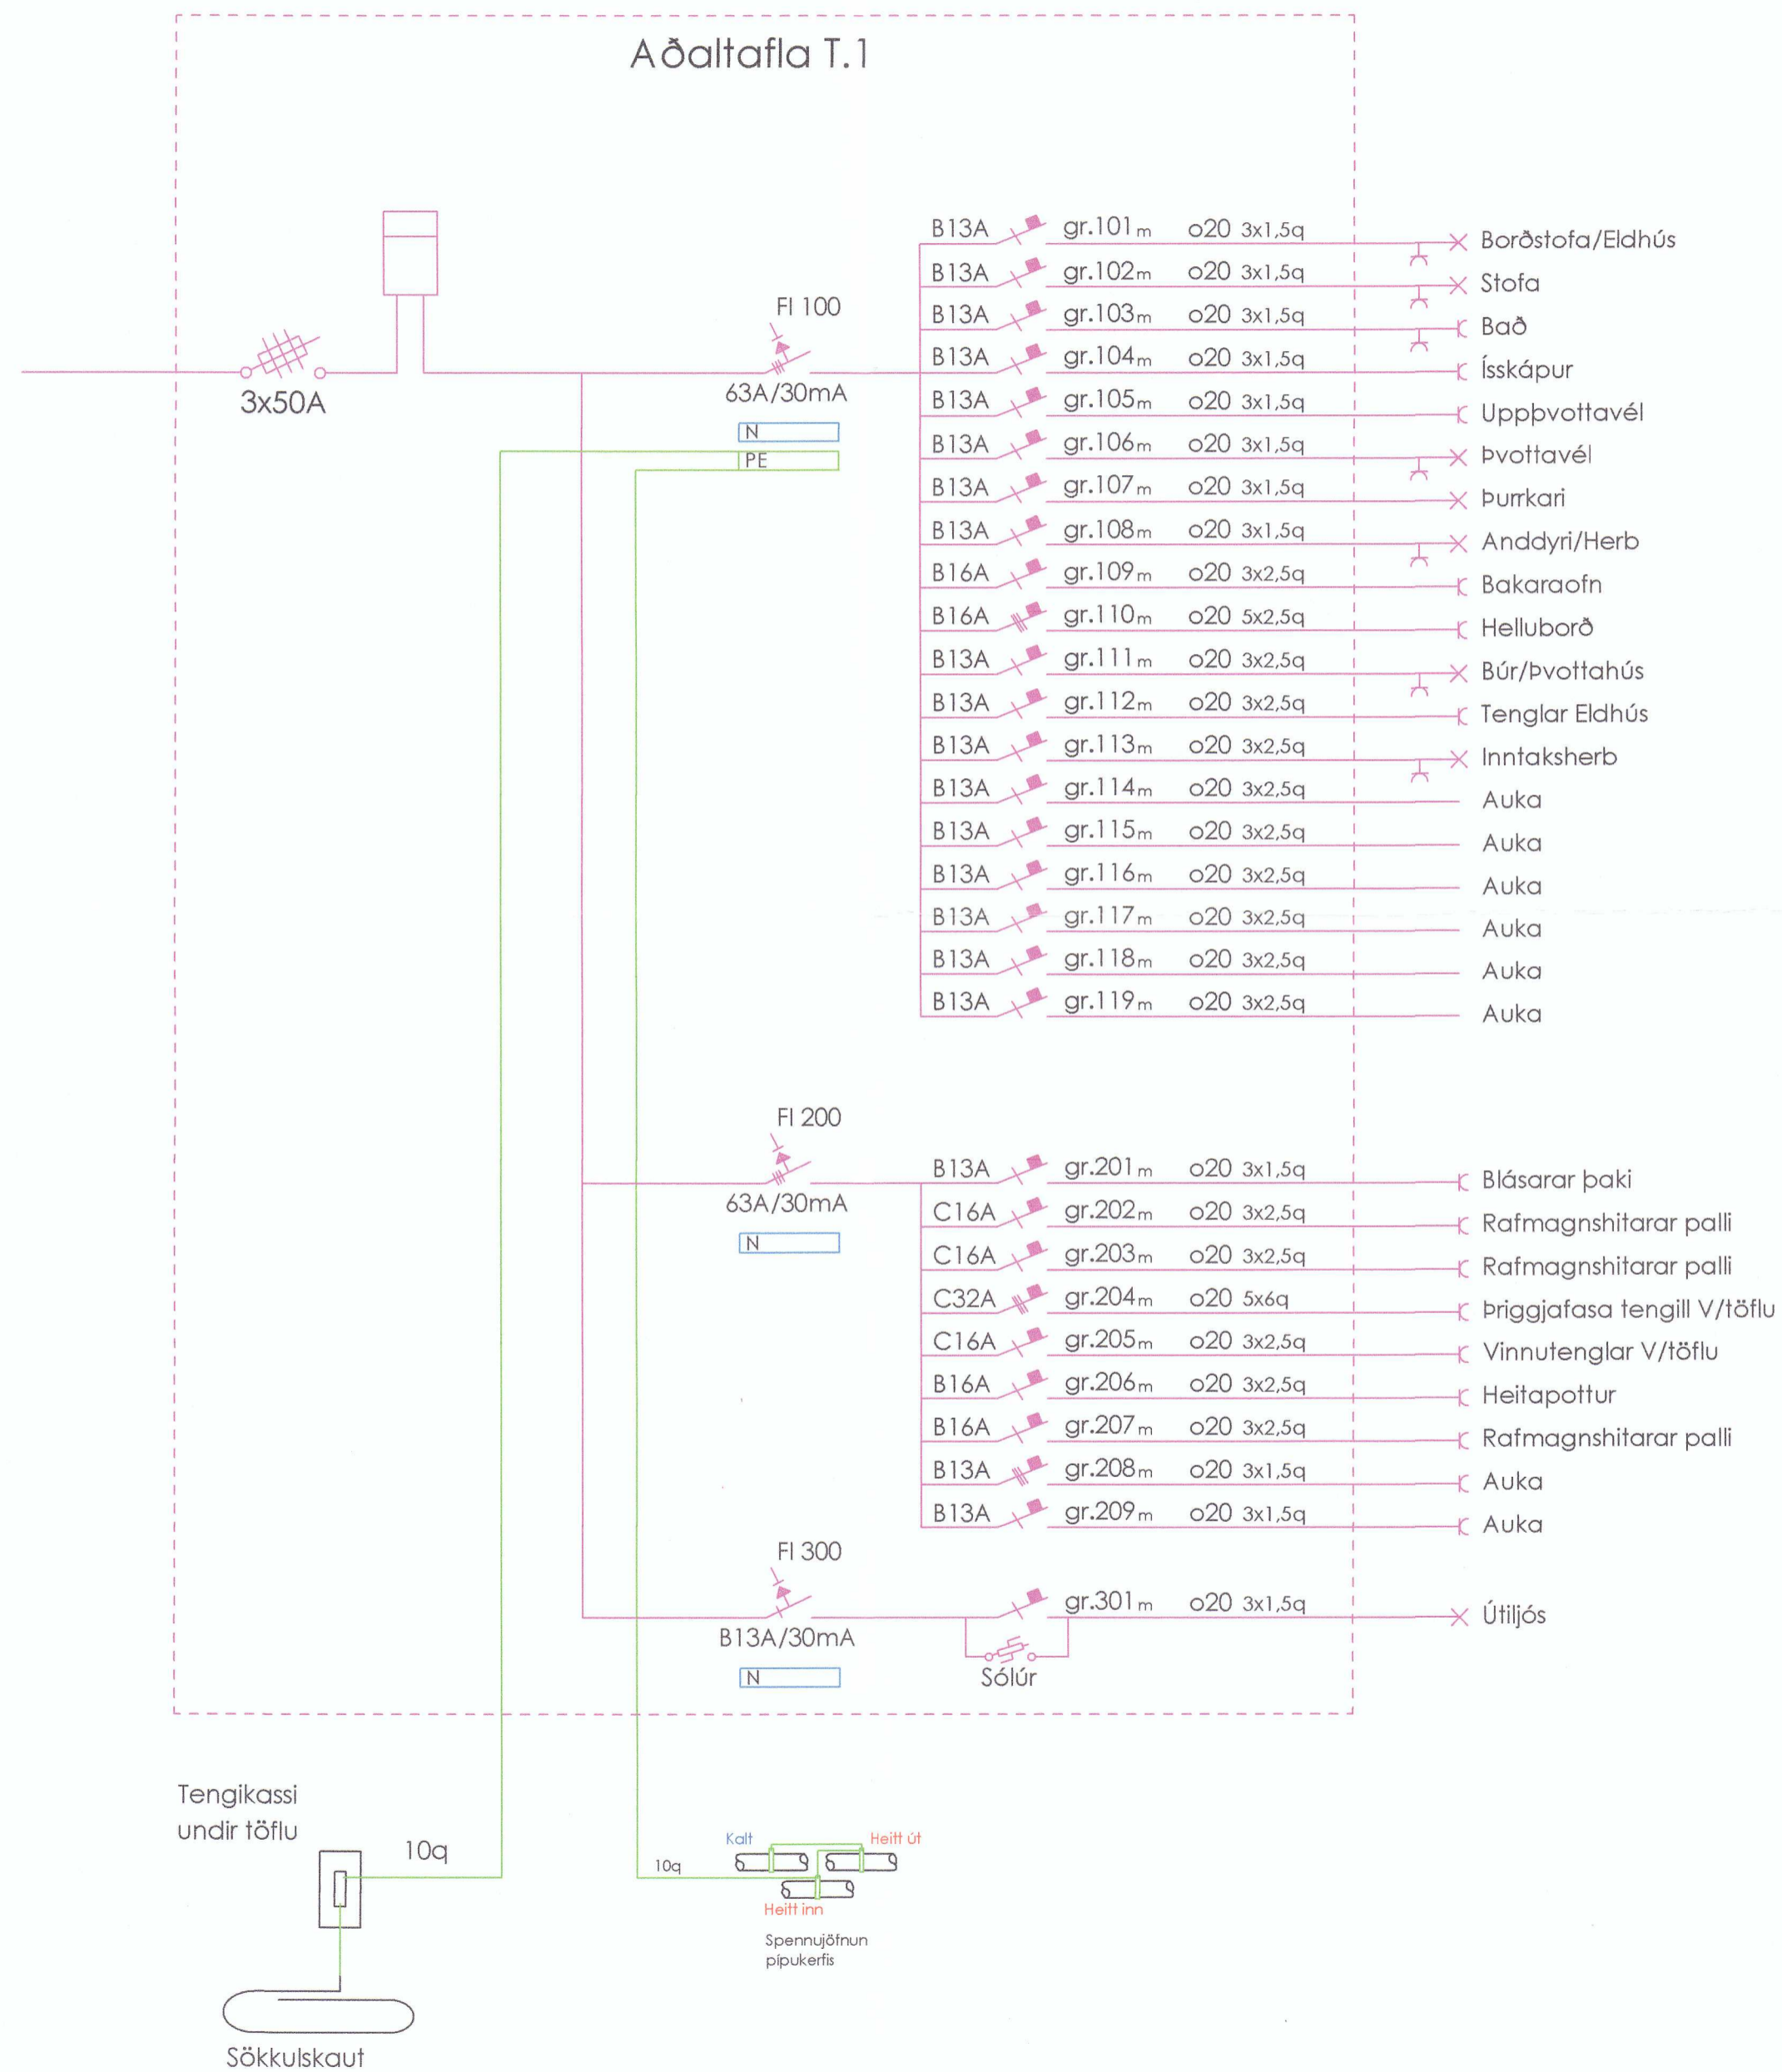 Aðaltafla T.1
3x50A
FI 100
63A/30mA
N
PE
B13A gr.101m o20 3x1,5q Borðstofa/Eldhús
B13A gr.102m o20 3x1,5q Stofa
B13A gr.103m o20 3x1,5q Bað
B13A gr.104m o20 3x1,5q Ísskápur
B13A gr.105m o20 3x1,5q Uppþvottavél
B13A gr.106m o20 3x1,5q Þvottavél
B13A gr.107m o20 3x1,5q Þurrkari
B13A gr.108m o20 3x1,5q Anddyri/Herb
B16A gr.109m o20 3x2,5q Bakaraofn
B16A gr.110m o20 5x2,5q Helluborð
B13A gr.111m o20 3x2,5q Búr/Þvottahús
B13A gr.112m o20 3x2,5q Tenglar Eldhús
B13A gr.113m o20 3x2,5q Inntaksherb
B13A gr.114m o20 3x2,5q Auka
B13A gr.115m o20 3x2,5q Auka
B13A gr.116m o20 3x2,5q Auka
B13A gr.117m o20 3x2,5q Auka
B13A gr.118m o20 3x2,5q Auka
B13A gr.119m o20 3x2,5q Auka
FI 200
63A/30mA
N
B13A gr.201m o20 3x1,5q Blásarar þaki
C16A gr.202m o20 3x2,5q Rafmagnshitarar palli
C16A gr.203m o20 3x2,5q Rafmagnshitarar palli
C32A gr.204m o20 5x6q Þriggjafasa tengill V/töflu
C16A gr.205m o20 3x2,5q Vinnutenglar V/töflu
B16A gr.206m o20 3x2,5q Heitapottur
B16A gr.207m o20 3x2,5q Rafmagnshitarar palli
B13A gr.208m o20 3x1,5q Auka
B13A gr.209m o20 3x1,5q Auka
FI 300
B13A/30mA
N
gr.301m o20 3x1,5q Útiljós
Sólúr
Tengikassi
undir töflu
10q
Sökkulskaut
10q
Kalt
Heitt út
Heitt inn
Spennujöfnun
pípukerfis